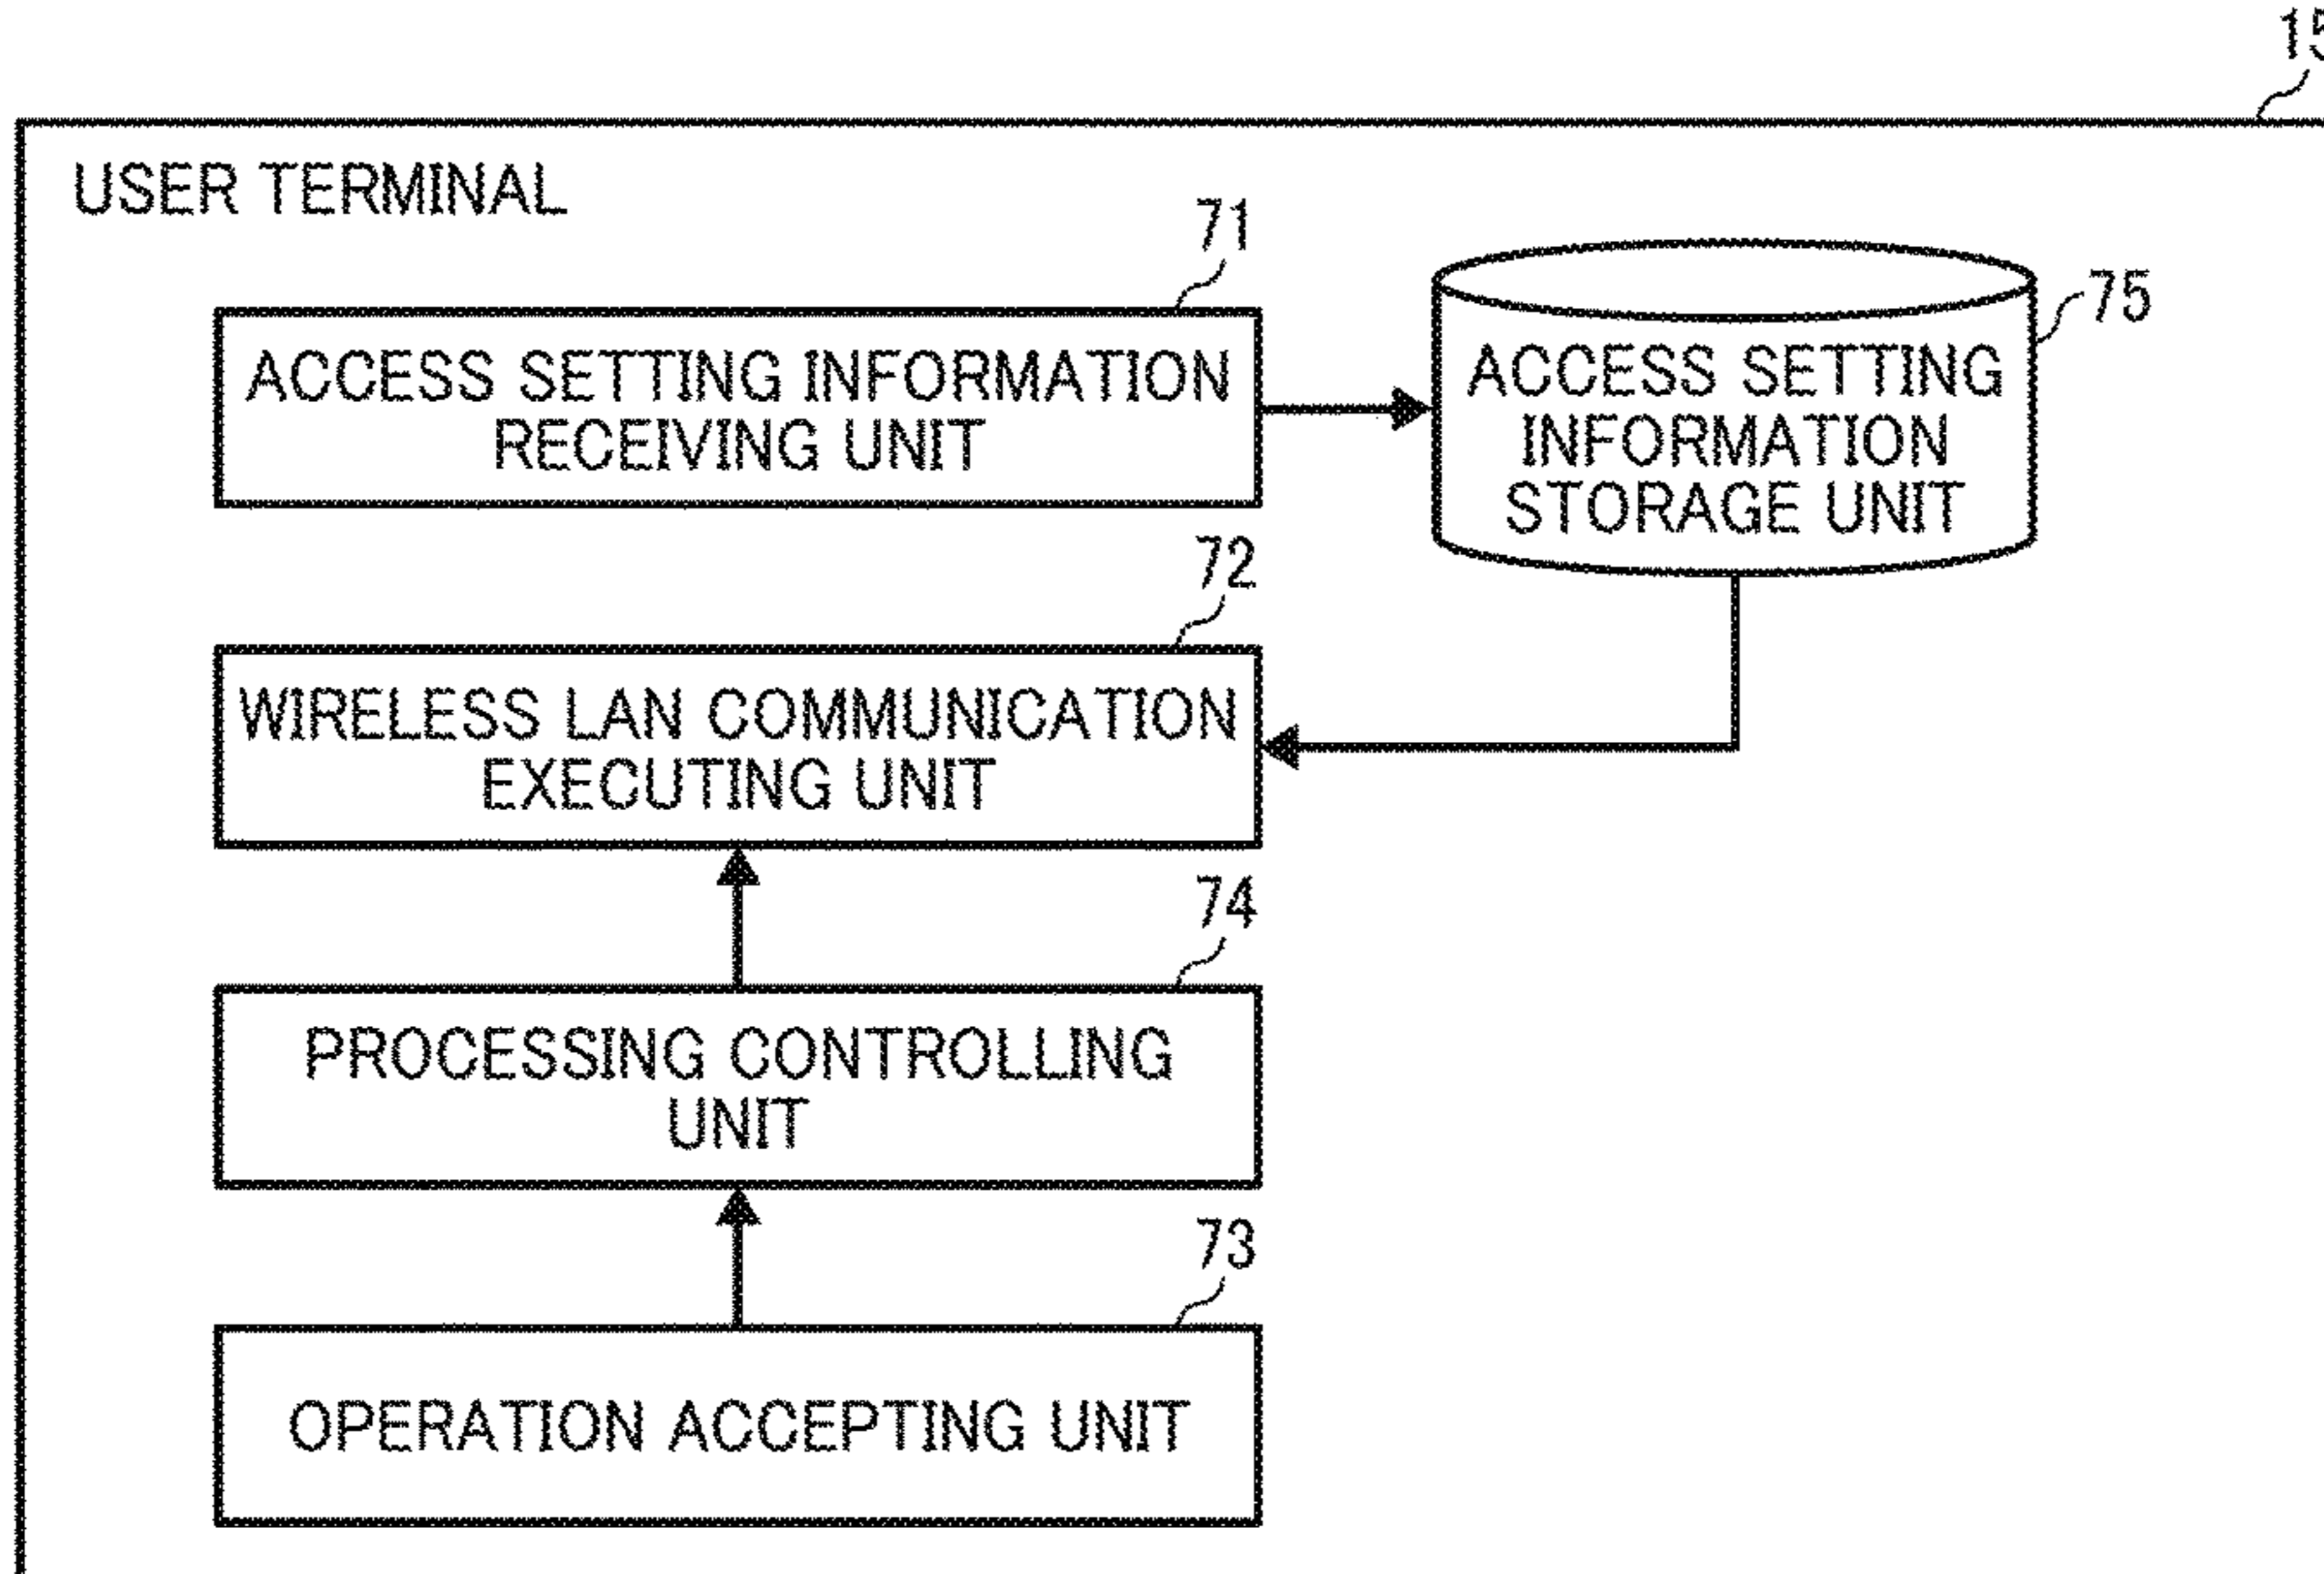 15
USER TERMINAL
71
ACCESS SETTING INFORMATION
RECEIVING UNIT
75
ACCESS SETTING
INFORMATION
STORAGE UNIT
72
WIRELESS LAN COMMUNICATION
EXECUTING UNIT
74
PROCESSING CONTROLLING
UNIT
73
OPERATION ACCEPTING UNIT